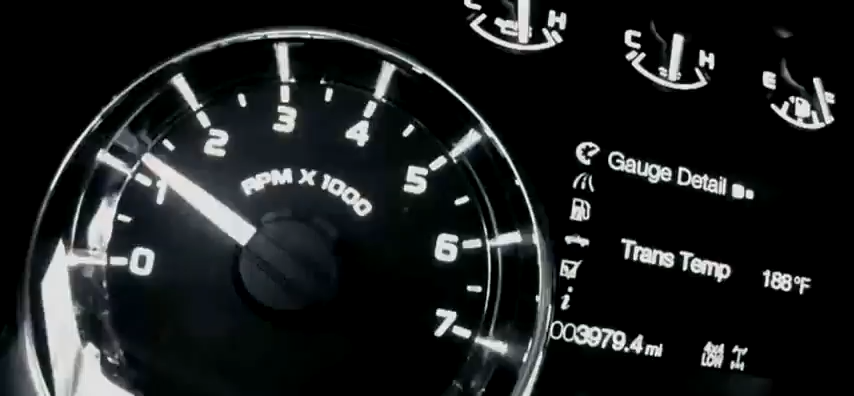 C H
C H
E F
0
1
2
3
4
5
6
7
RPM X 1000
Gauge Detail
Trans Temp 188°F
i
003979.4 mi
4x4
LOW